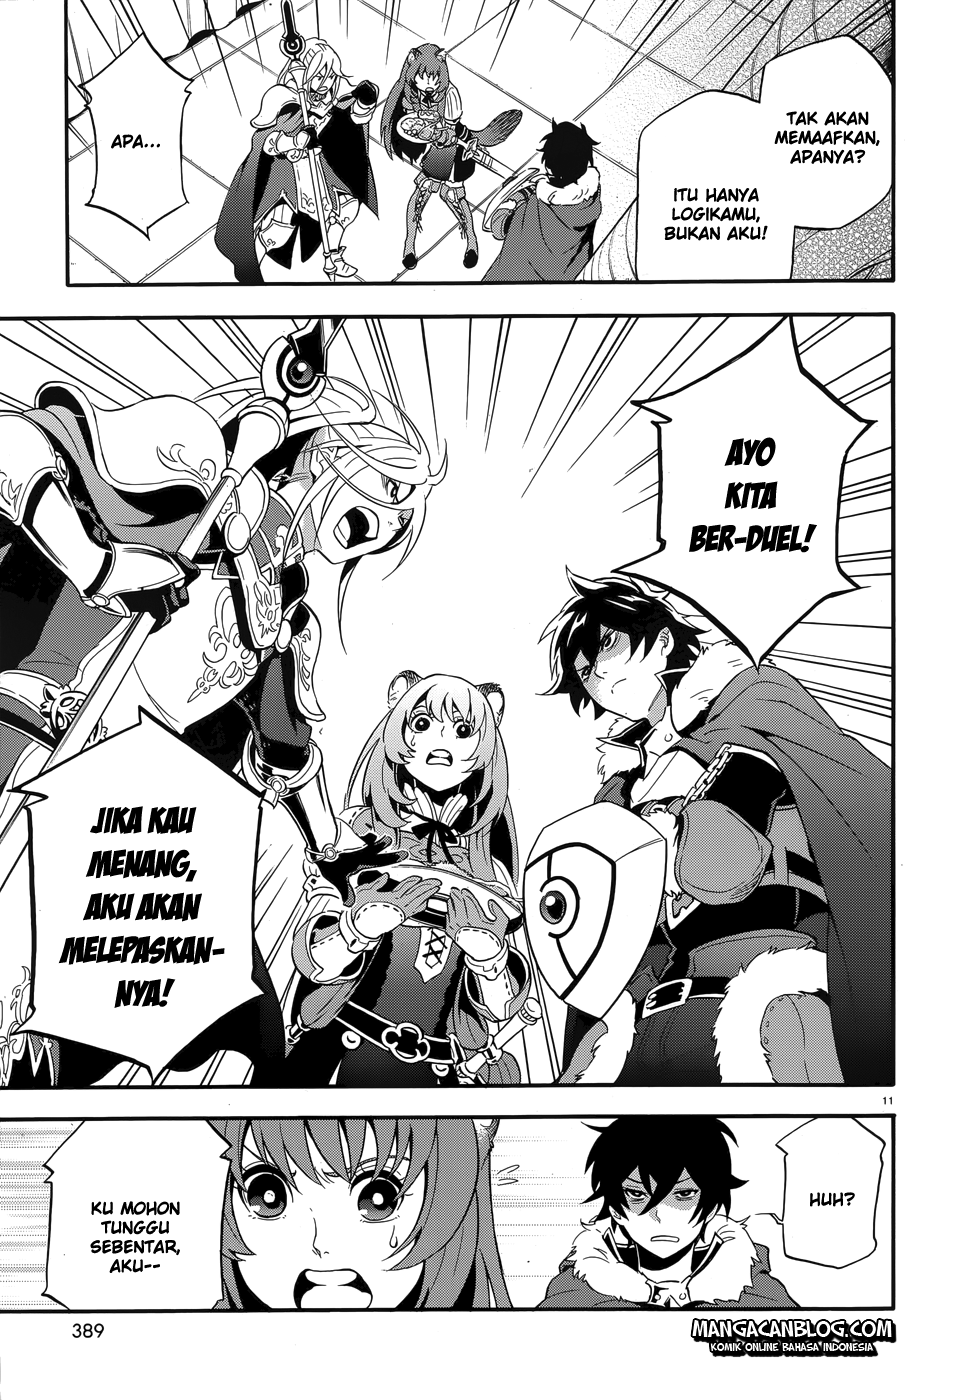 TAK AKAN
MEMAAFKAN,
APANYA?
ITU HANYA
LOGIKAMU,
BUKAN AKU!
APA...
AYO
KITA
BER-DUEL!
JIKA KAU
MENANG,
AKU AKAN
MELEPASKAN-
NYA!
11
HUH?
KU MOHON
TUNGGU
SEBENTAR,
AKU--
389
MANGACANBLOG.COM
KOMIK ONLINE BAHASA INDONESIA